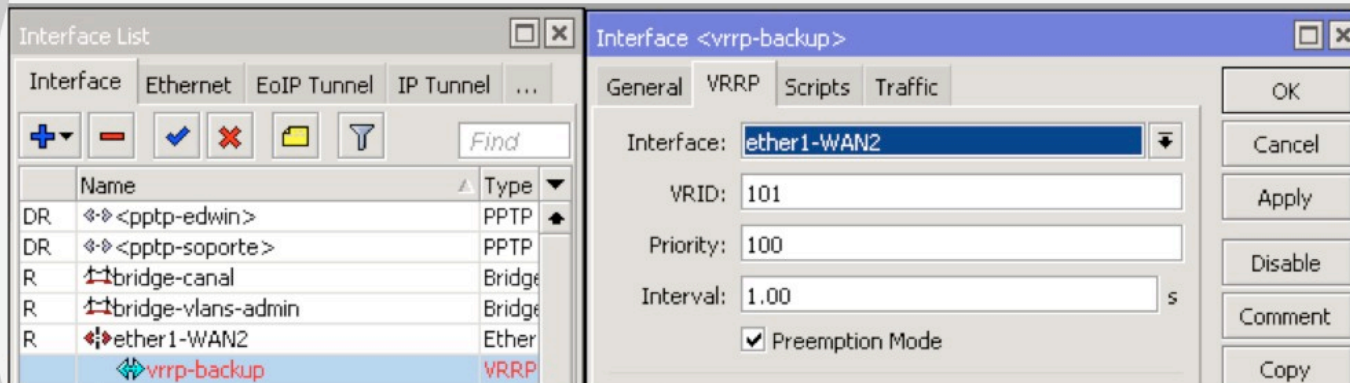 Interface List
Interface Ethernet EoIP Tunnel IP Tunnel ...
Find
Name Type
DR <pptp-edwin> PPTP
DR <pptp-soporte> PPTP
R bridge-canal Bridge
R bridge-vlans-admin Bridge
R ether1-WAN2 Ether
vrrp-backup VRRP
Interface <vrrp-backup>
General VRRP Scripts Traffic
Interface: ether1-WAN2
VRID: 101
Priority: 100
Interval: 1.00 s
Preemption Mode
OK
Cancel
Apply
Disable
Comment
Copy